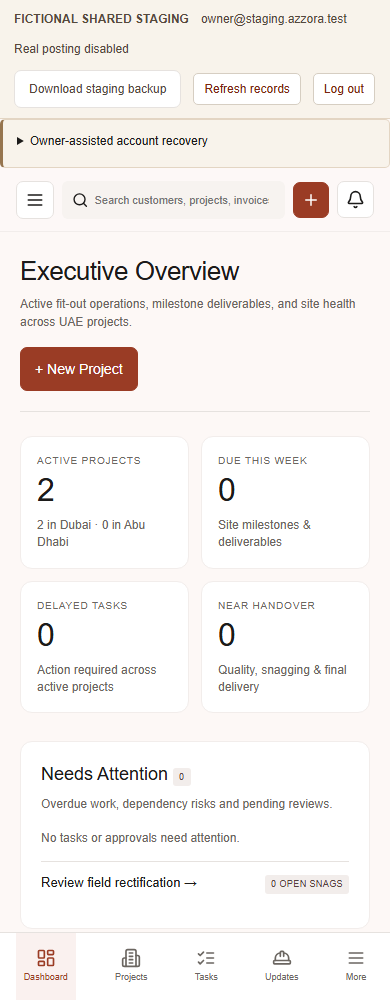 FICTIONAL SHARED STAGING owner@staging.azzora.test
Real posting disabled
Download staging backup Refresh records Log out
▶ Owner-assisted account recovery
Search customers, projects, invoices
Executive Overview
Active fit-out operations, milestone deliverables, and site health
across UAE projects.
+ New Project
ACTIVE PROJECTS
2
2 in Dubai · 0 in Abu
Dhabi
DUE THIS WEEK
0
Site milestones &
deliverables
DELAYED TASKS
0
Action required across
active projects
NEAR HANDOVER
0
Quality, snagging & final
delivery
Needs Attention 0
Overdue work, dependency risks and pending reviews.
No tasks or approvals need attention.
Review field rectification → 0 OPEN SNAGS
Dashboard Projects Tasks Updates More